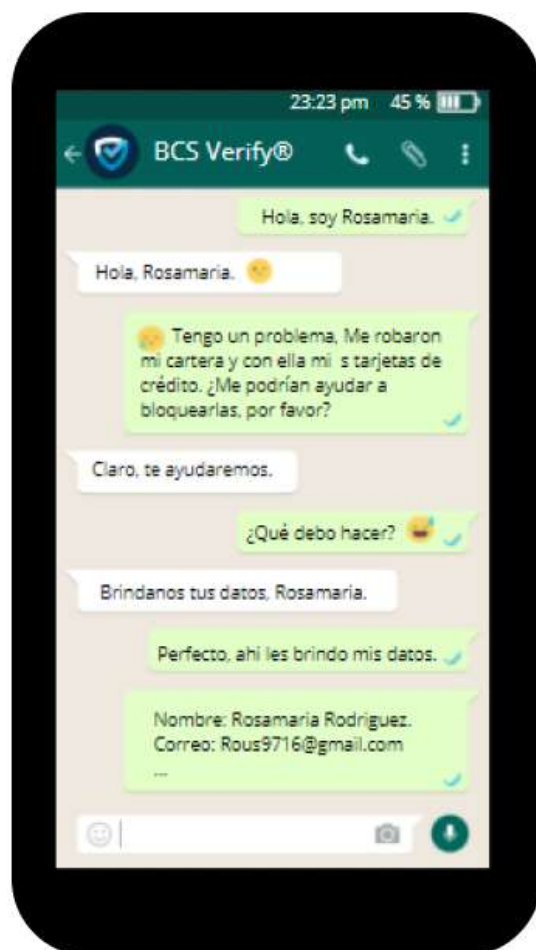 23:23 pm 45 %
BCS Verify®
Hola, soy Rosamaria.
Hola, Rosamaria.
Tengo un problema, Me robaron
mi cartera y con ella mi s tarjetas de
crédito. ¿Me podrían ayudar a
bloquearlas, por favor?
Claro, te ayudaremos.
¿Qué debo hacer?
Brindanos tus datos, Rosamaria.
Perfecto, ahi les brindo mis datos.
Nombre: Rosamaria Rodriguez.
Correo: Rous9716@gmail.com
...